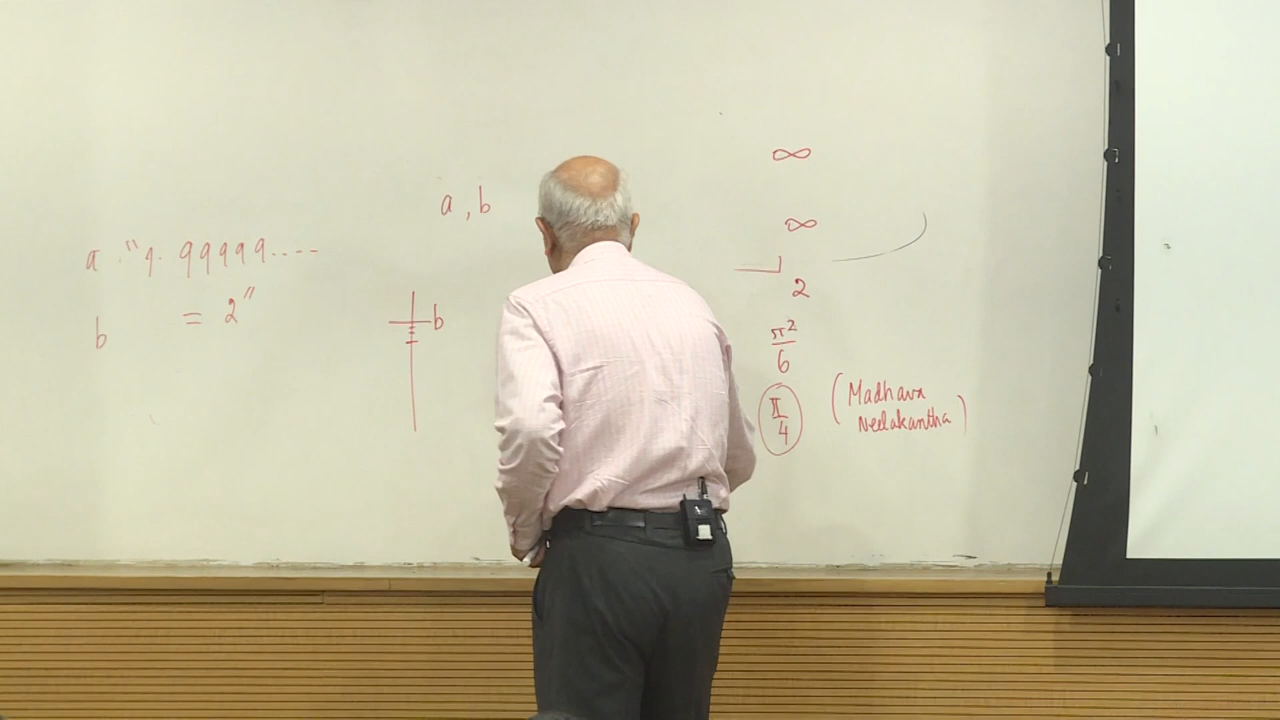 a . "1. 99999....
b = 2"
a, b
b
∞
∞
2
π²/6
π/4 (Madhava
Neelakantha)